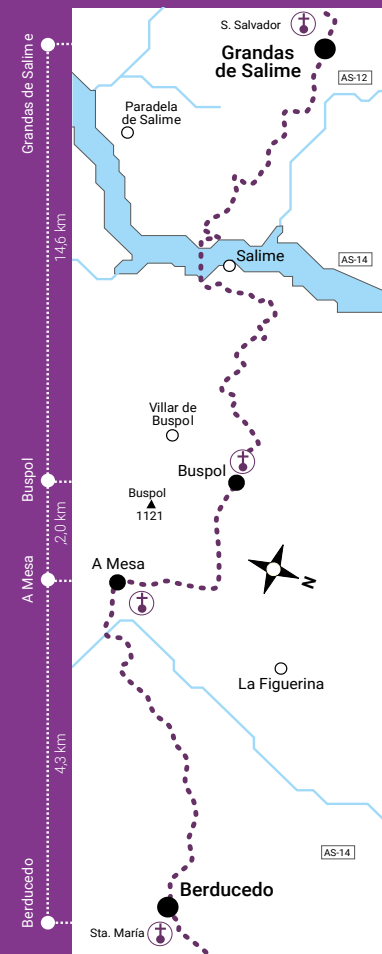 Grandas de Salime
14,6 km
Buspol
,2,0 km
A Mesa
4,3 km
Berducedo
S. Salvador
Grandas
de Salime
AS-12
Paradela
de Salime
Salime
AS-14
Villar de
Buspol
Buspol
Buspol
1121
A Mesa
N
La Figuerina
AS-14
Berducedo
Sta. María